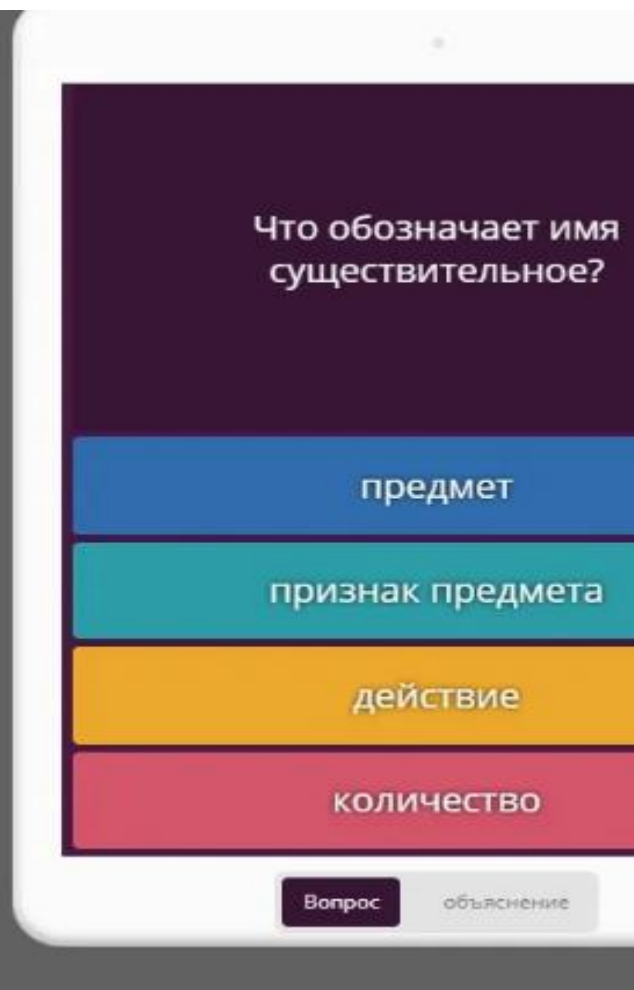 Что обозначает имя
существительное?
предмет
признак предмета
действие
количество
Вопрос
объяснение